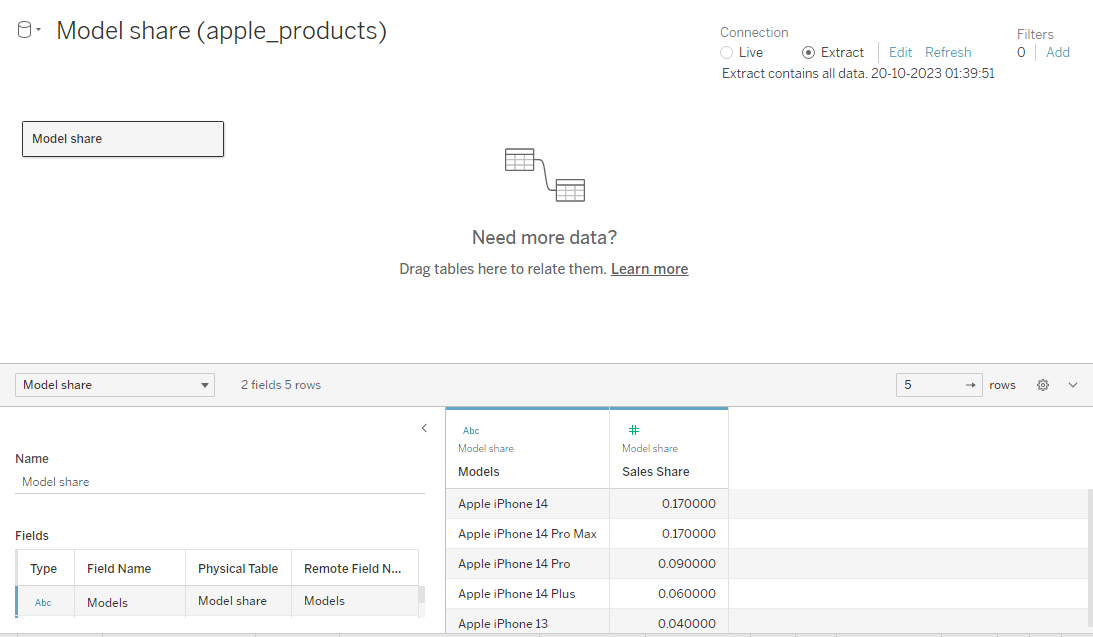 Model share (apple_products)
Connection
Live Extract Edit Refresh
Extract contains all data. 20-10-2023 01:39:51
Filters
0 Add
Model share
Need more data?
Drag tables here to relate them. Learn more
Model share 2 fields 5 rows 5 → rows
Name
Model share
Fields
Type Field Name Physical Table Remote Field N...
Abc Models Model share Models
Abc #
Model share Model share
Models Sales Share
Apple iPhone 14 0.170000
Apple iPhone 14 Pro Max 0.170000
Apple iPhone 14 Pro 0.090000
Apple iPhone 14 Plus 0.060000
Apple iPhone 13 0.040000